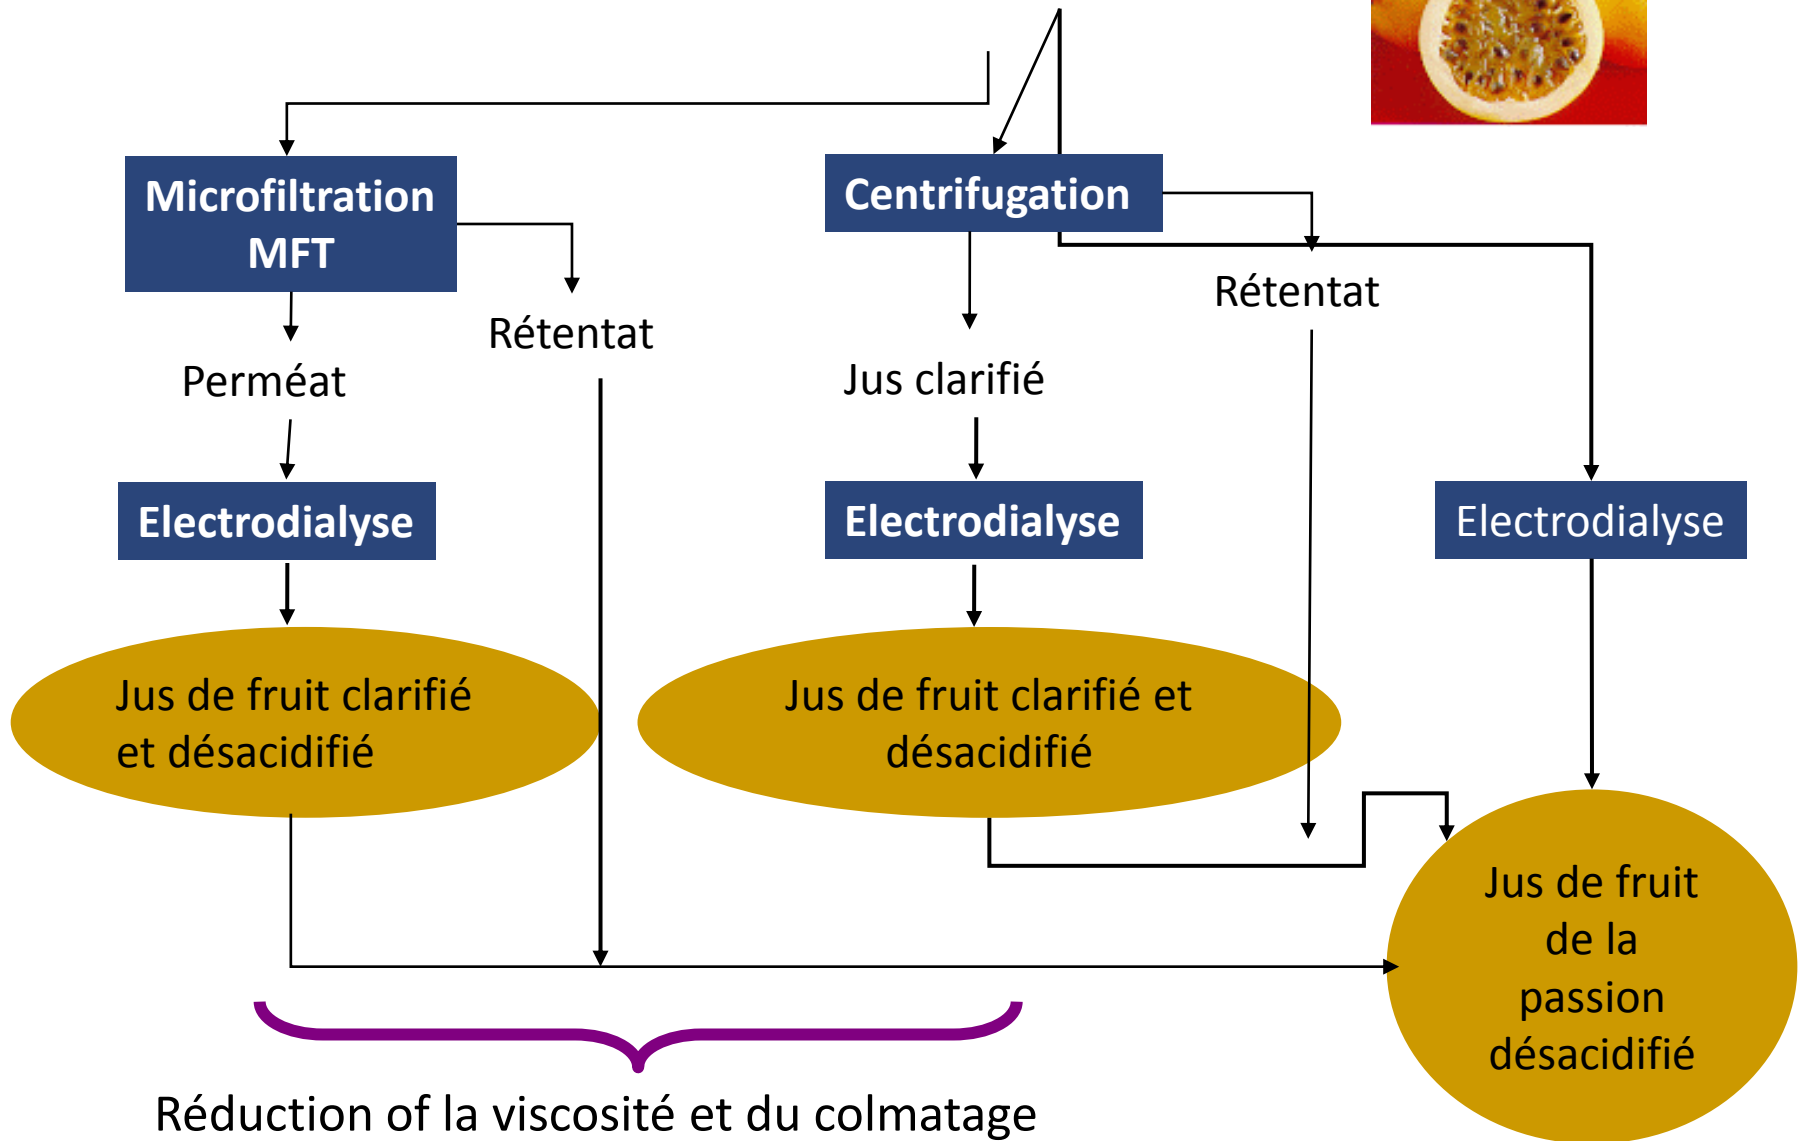 Microfiltration
MFT
Centrifugation
Rétentat
Rétentat
Perméat
Jus clarifié
Electrodialyse
Electrodialyse
Electrodialyse
Jus de fruit clarifié
et désacidifié
Jus de fruit clarifié et
désacidifié
Jus de fruit
de la
passion
désacidifié
Réduction of la viscosité et du colmatage